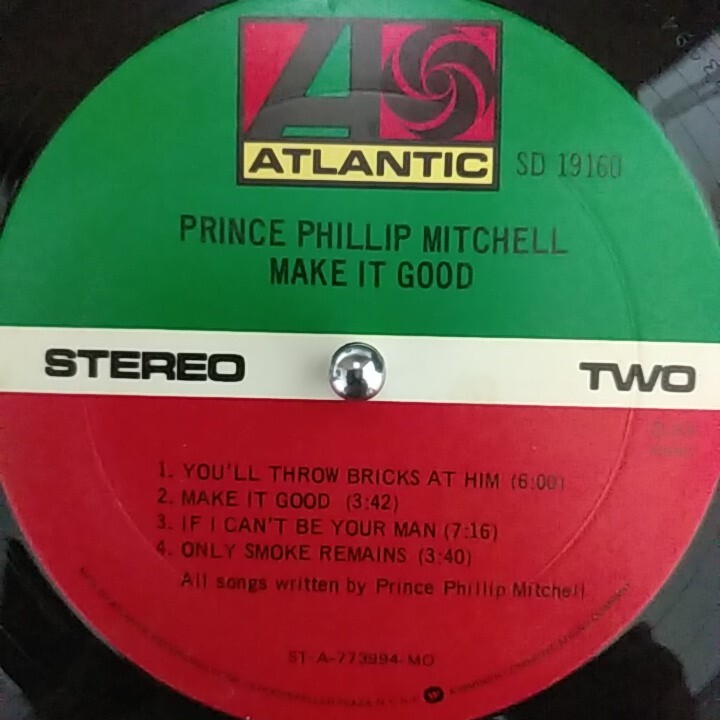 ATLANTIC
SD 19160
PRINCE PHILLIP MITCHELL
MAKE IT GOOD
STEREO
TWO
1. YOU'LL THROW BRICKS AT HIM (6:00)
2. MAKE IT GOOD (3:42)
3. IF I CAN'T BE YOUR MAN (7:16)
4. ONLY SMOKE REMAINS (3:40)
All songs written by Prince Phillip Mitchell
ST-A-773994-MO